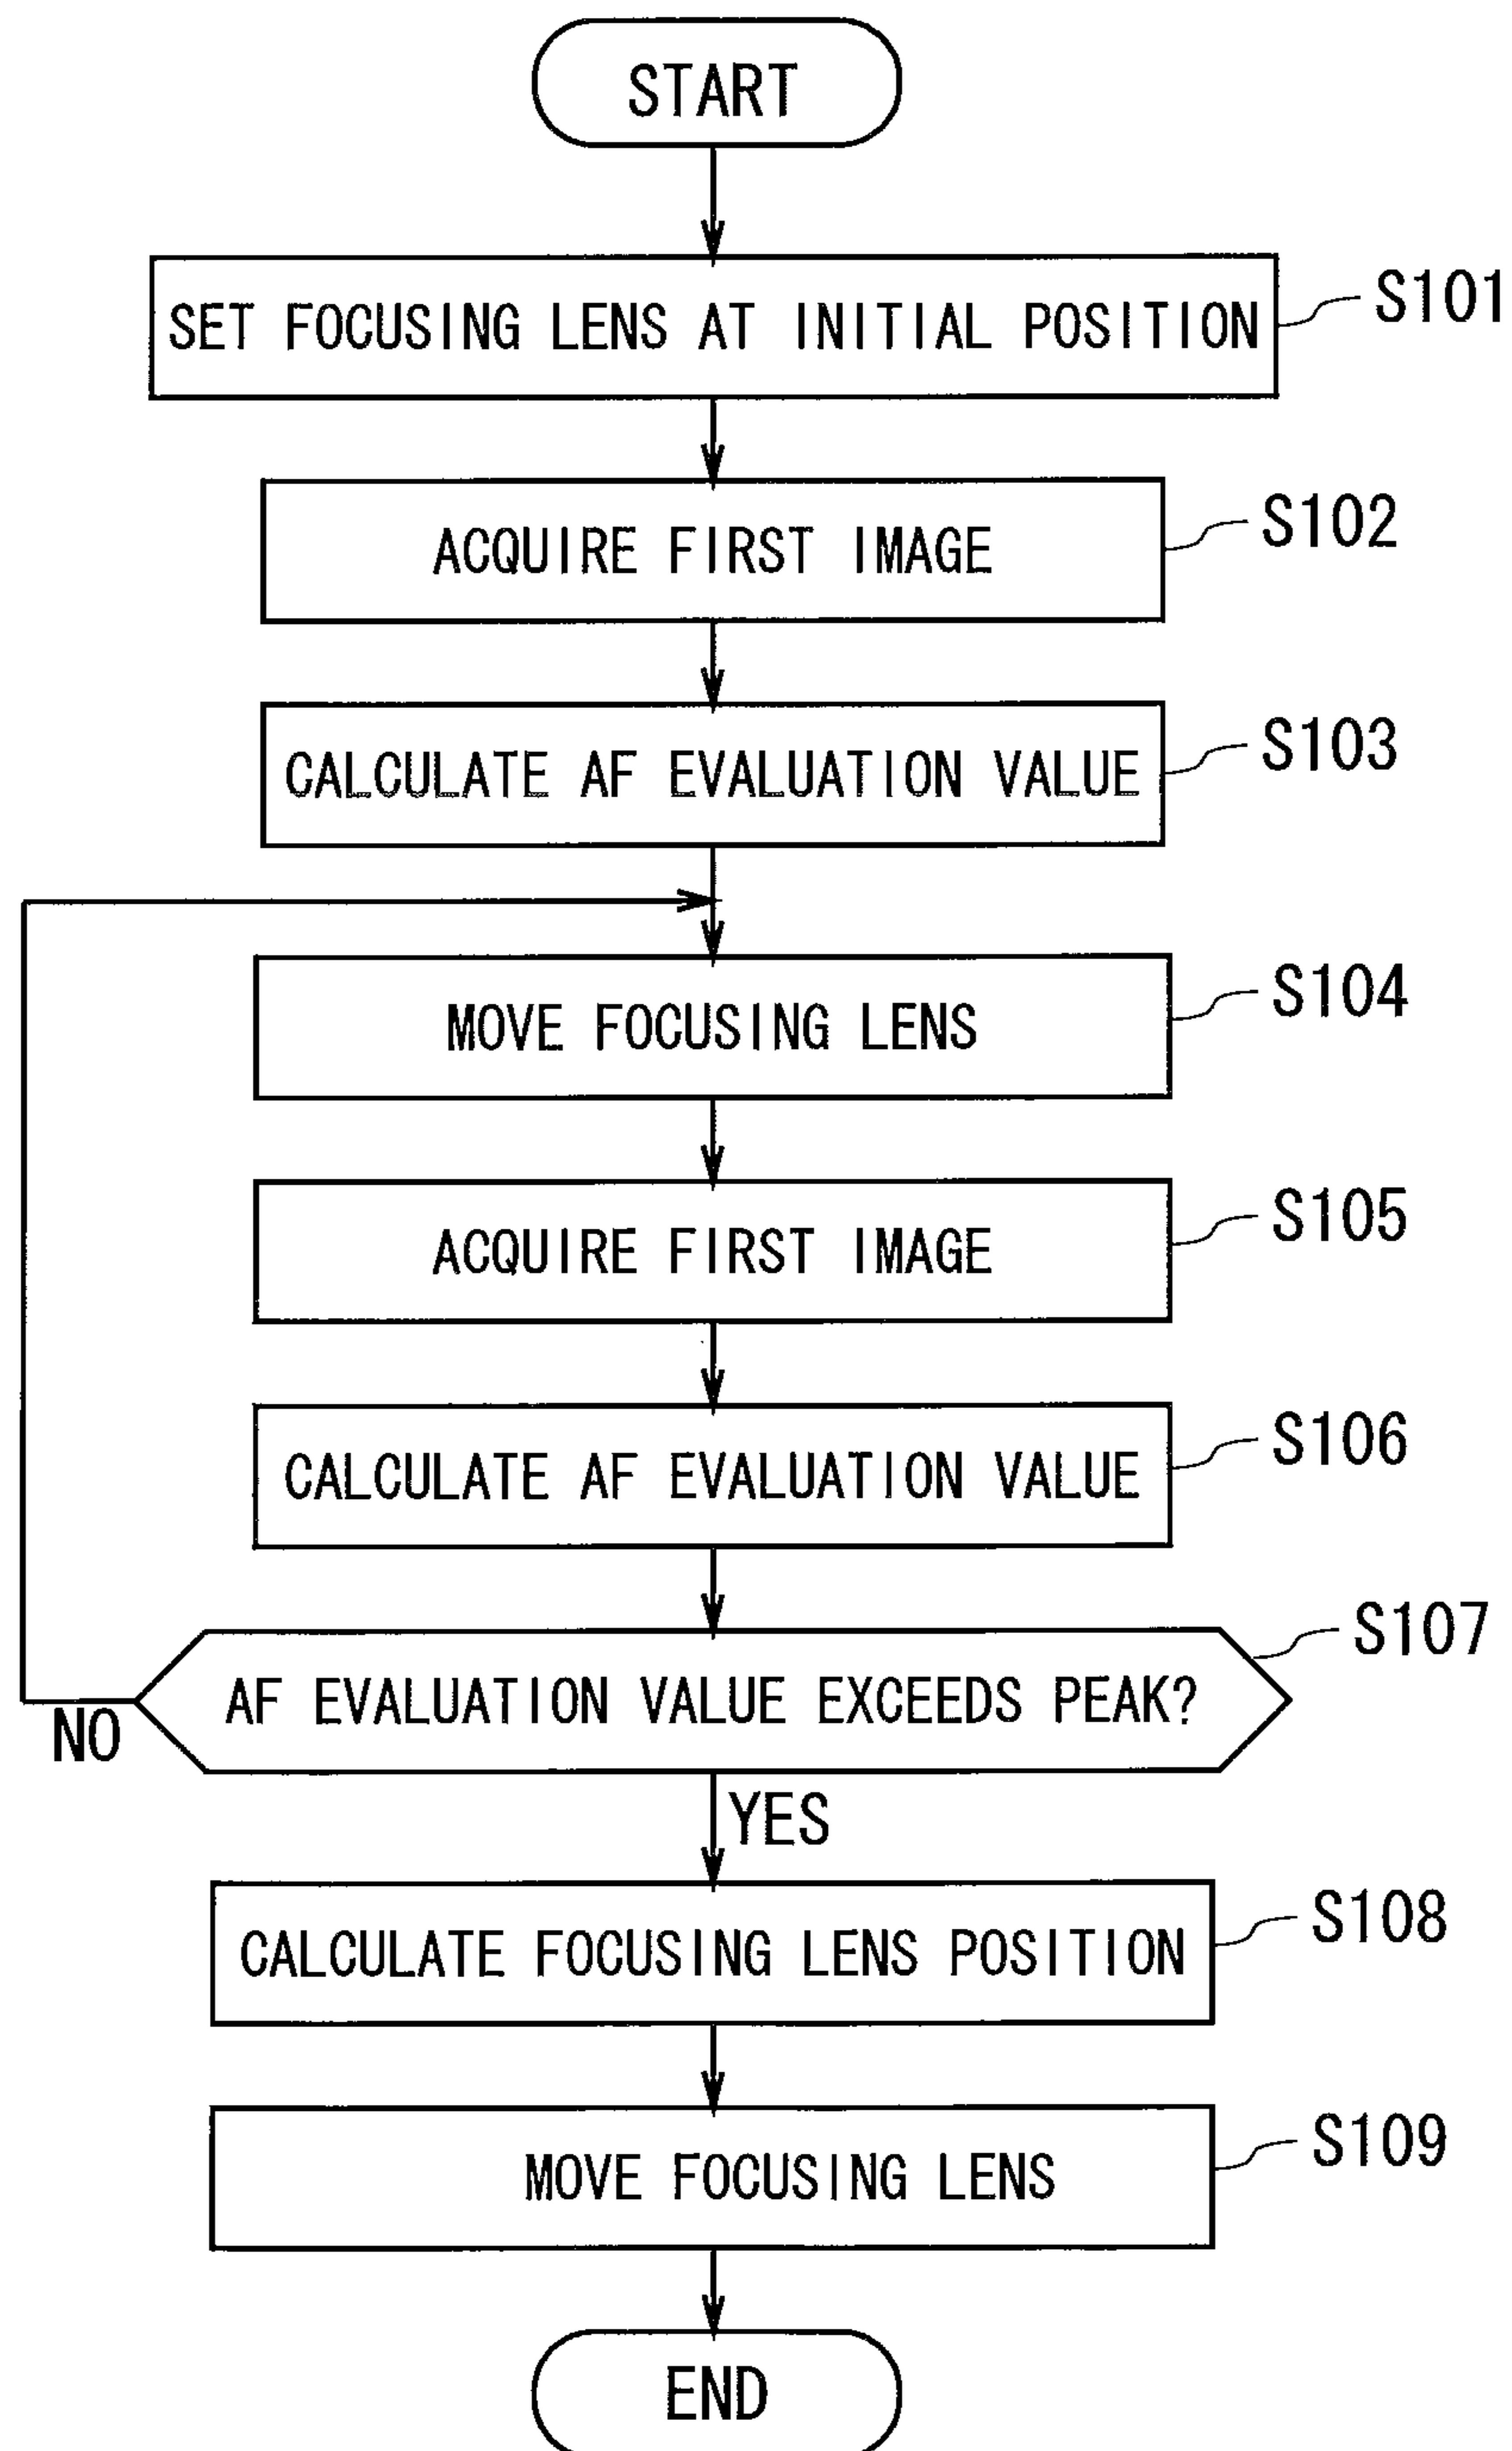 START
SET FOCUSING LENS AT INITIAL POSITION
S101
ACQUIRE FIRST IMAGE
S102
CALCULATE AF EVALUATION VALUE
S103
MOVE FOCUSING LENS
S104
ACQUIRE FIRST IMAGE
S105
CALCULATE AF EVALUATION VALUE
S106
AF EVALUATION VALUE EXCEEDS PEAK?
S107
NO
YES
CALCULATE FOCUSING LENS POSITION
S108
MOVE FOCUSING LENS
S109
END